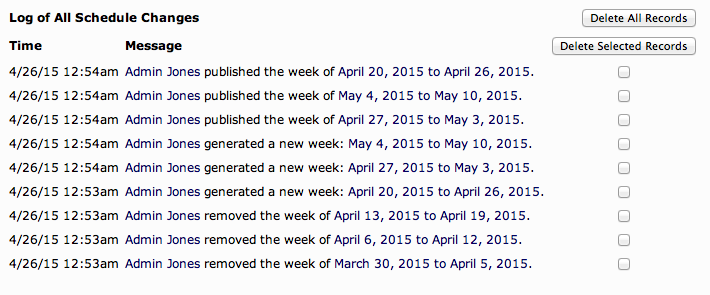 Log of All Schedule Changes Delete All Records
Time Message Delete Selected Records
4/26/15 12:54am Admin Jones published the week of April 20, 2015 to April 26, 2015.
4/26/15 12:54am Admin Jones published the week of May 4, 2015 to May 10, 2015.
4/26/15 12:54am Admin Jones published the week of April 27, 2015 to May 3, 2015.
4/26/15 12:54am Admin Jones generated a new week: May 4, 2015 to May 10, 2015.
4/26/15 12:54am Admin Jones generated a new week: April 27, 2015 to May 3, 2015.
4/26/15 12:53am Admin Jones generated a new week: April 20, 2015 to April 26, 2015.
4/26/15 12:53am Admin Jones removed the week of April 13, 2015 to April 19, 2015.
4/26/15 12:53am Admin Jones removed the week of April 6, 2015 to April 12, 2015.
4/26/15 12:53am Admin Jones removed the week of March 30, 2015 to April 5, 2015.